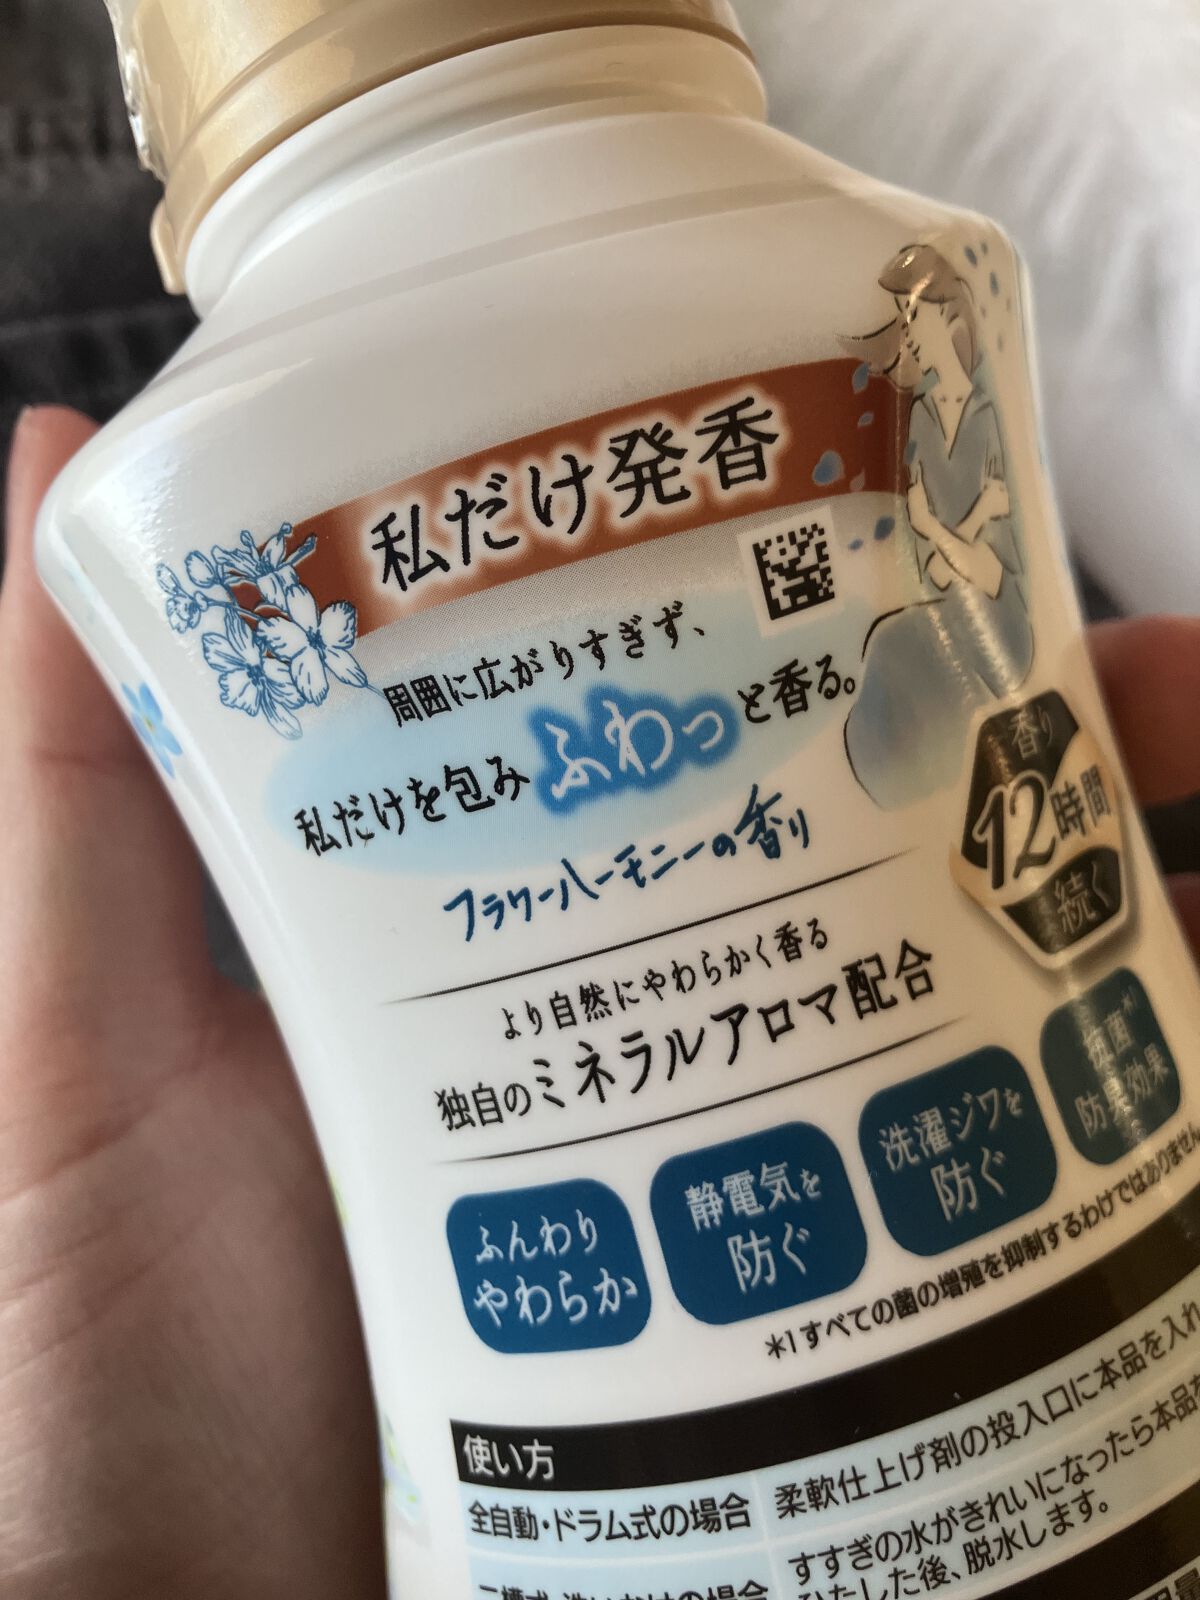 私だけ発香
周囲に広がりすぎず、
私だけを包みふわっと香る。
フラワーハーモニーの香り
香り
12時間
続く
より自然にやわらかく香る
独自のミネラルアロマ配合
ふんわり
やわらか
静電気を
防ぐ
洗濯ジワを
防ぐ
抗菌*1
防臭効果
*1すべての菌の増殖を抑制するわけではありません
使い方
全自動・ドラム式の場合
柔軟仕上げ剤の投入口に本品を入れ
すすぎの水がきれいになったら本品を
ひたした後、脱水します。